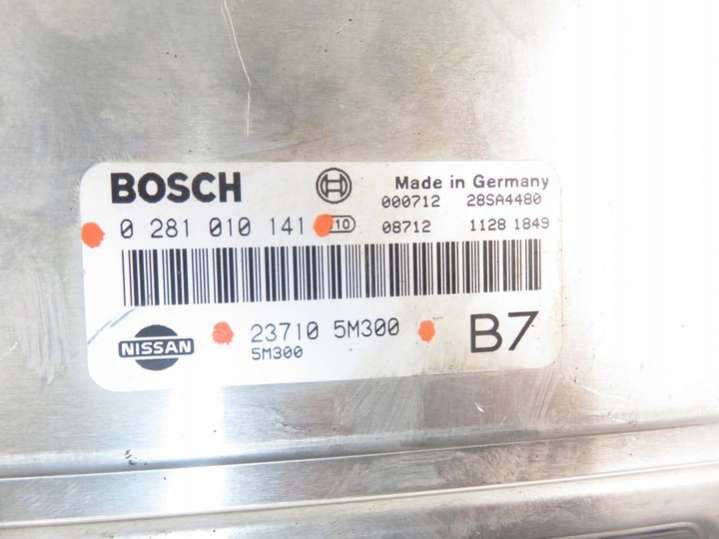 BOSCH
Made in Germany
000712 28SA4480
0 281 010 141 10
08712 1128 1849
NISSAN
23710 5M300
5M300
B7